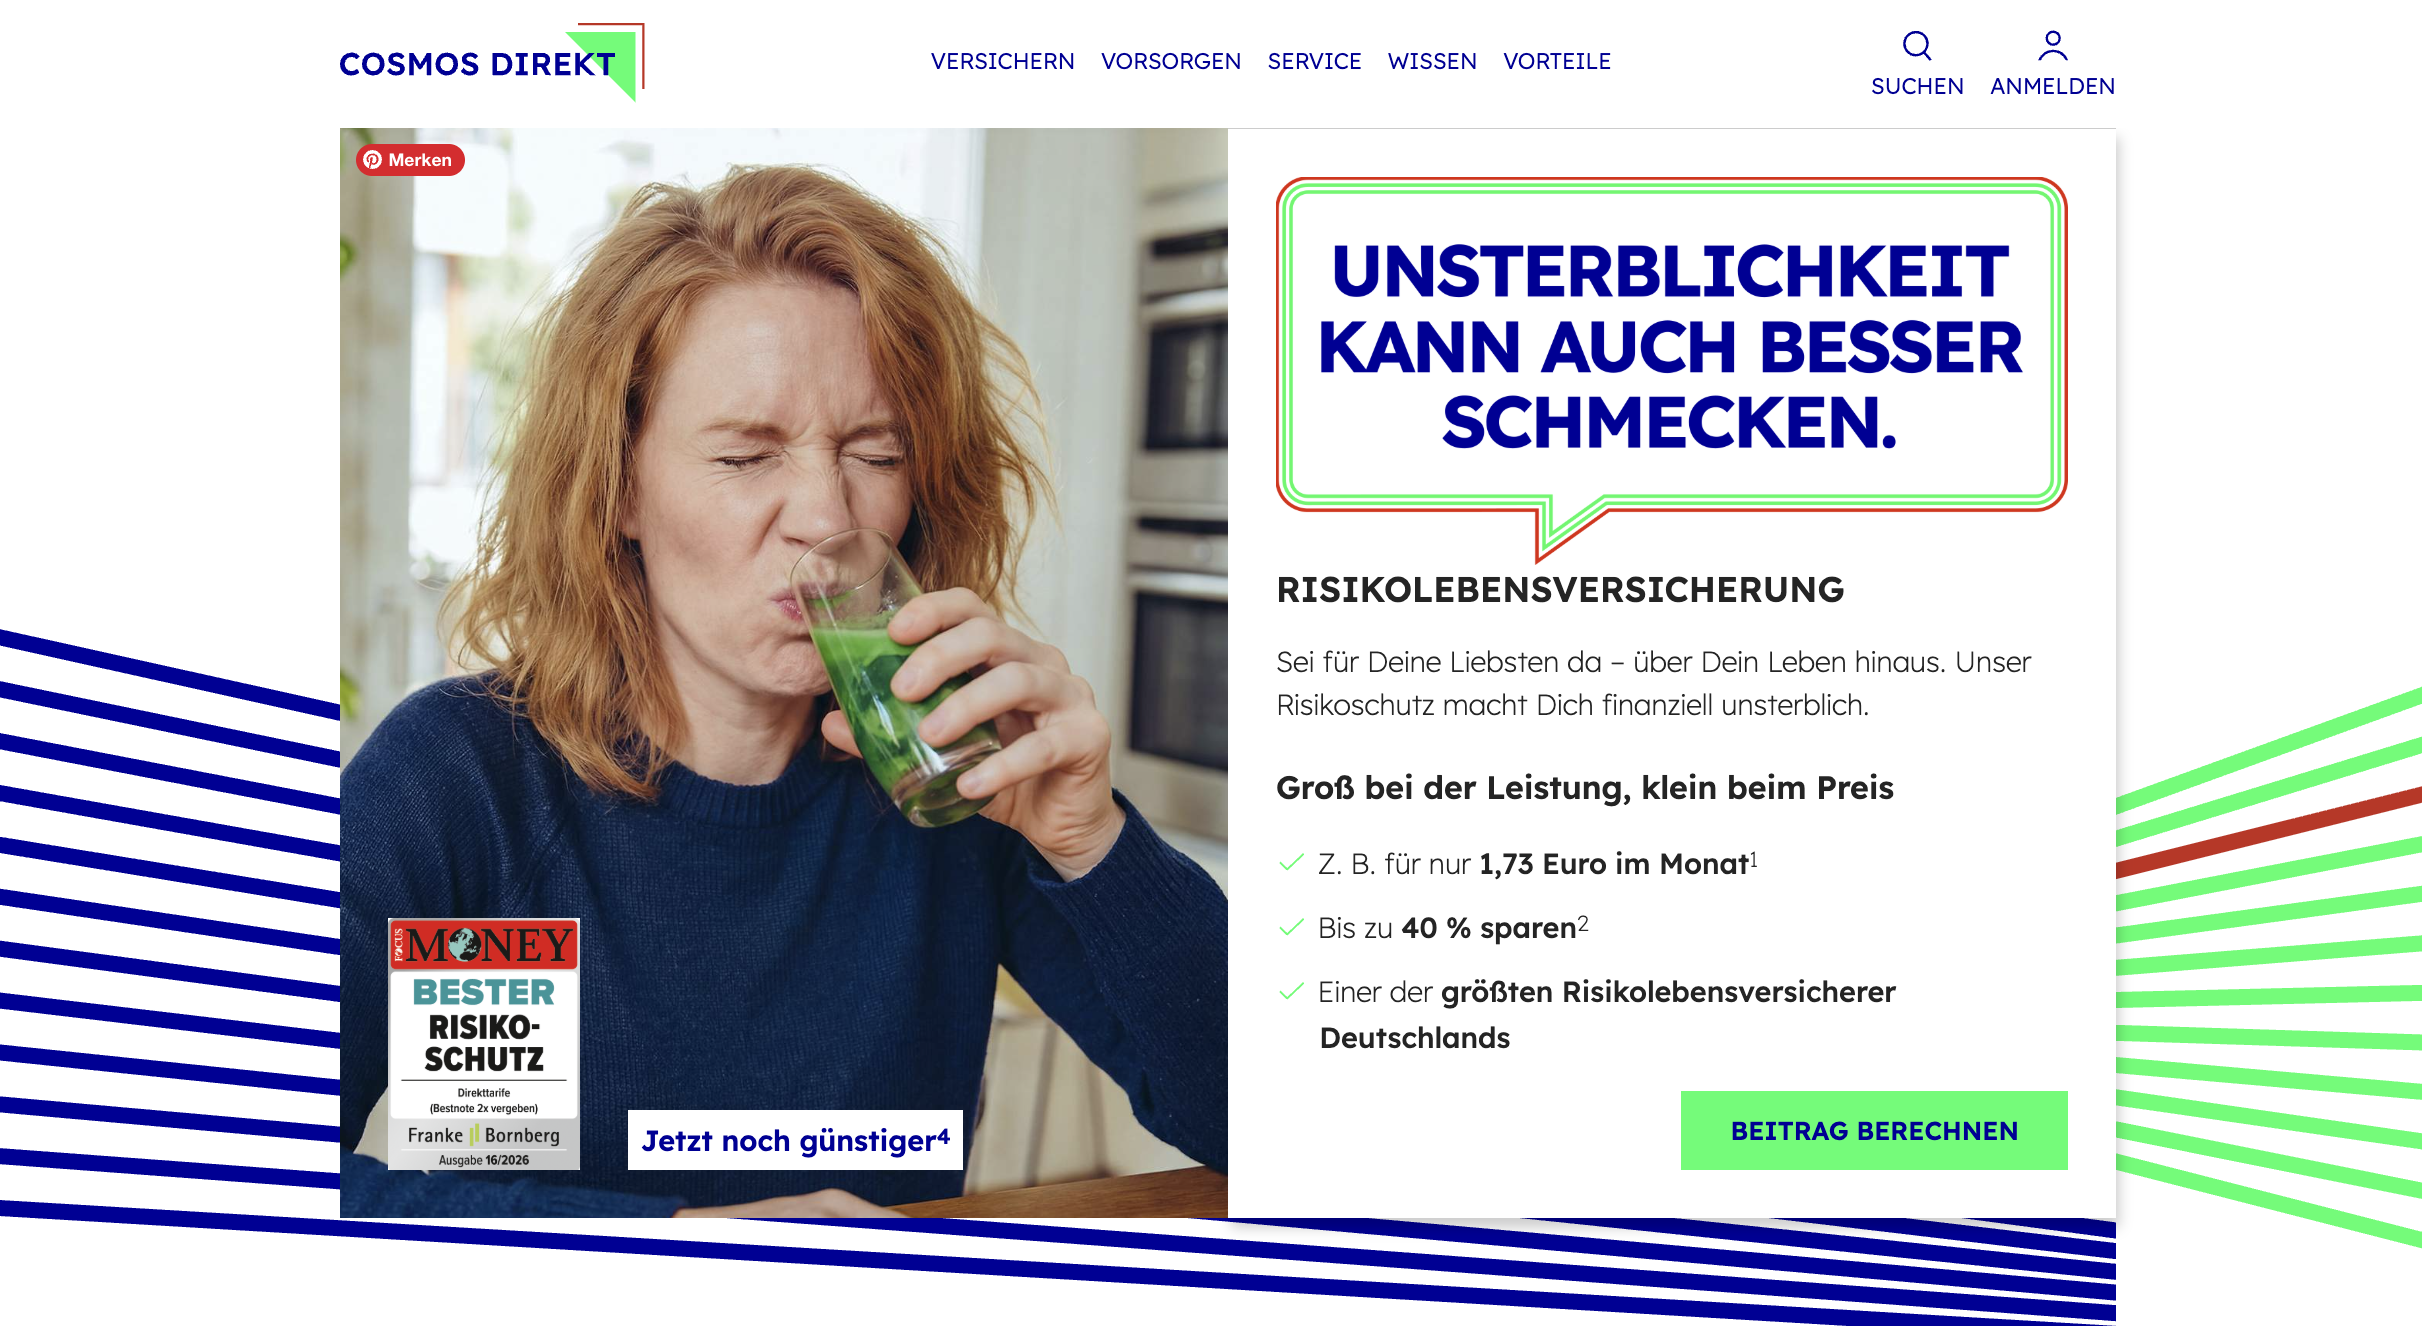 COSMOS DIREKT
VERSICHERN VORSORGEN SERVICE WISSEN VORTEILE
SUCHEN ANMELDEN
Merken
UNSTERBLICHKEIT
KANN AUCH BESSER
SCHMECKEN.
RISIKOLEBENSVERSICHERUNG
Sei für Deine Liebsten da – über Dein Leben hinaus. Unser
Risikoschutz macht Dich finanziell unsterblich.
Groß bei der Leistung, klein beim Preis
Z. B. für nur 1,73 Euro im Monat1
Bis zu 40 % sparen2
Einer der größten Risikolebensversicherer
Deutschlands
BEITRAG BERECHNEN
FOCUS MONEY
BESTER
RISIKO-
SCHUTZ
Direkttarife
(Bestnote 2x vergeben)
Franke Bornberg
Ausgabe 16/2026
Jetzt noch günstiger4